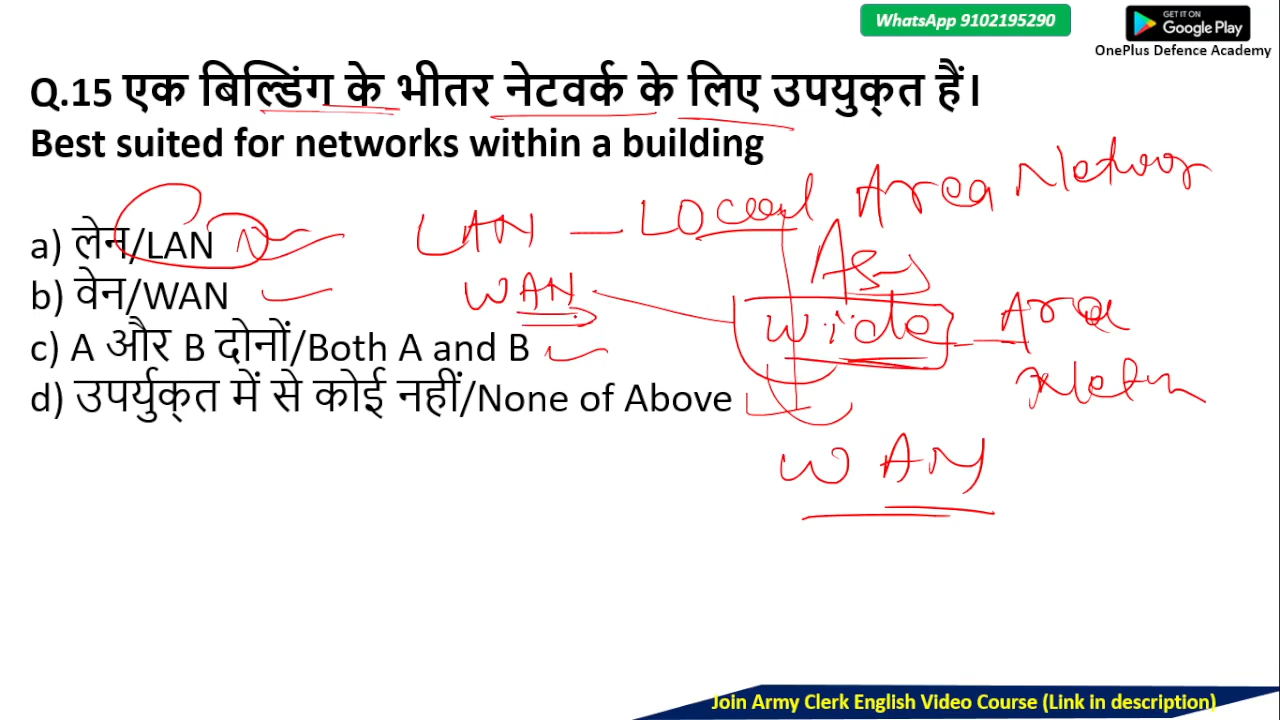 WhatsApp 9102195290
GET IT ON
Google Play
OnePlus Defence Academy
Q.15 एक बिल्डिंग के भीतर नेटवर्क के लिए उपयुक्त हैं।
Best suited for networks within a building
a) लेन/LAN
b) वेन/WAN
c) A और B दोनों/Both A and B
d) उपर्युक्त में से कोई नहीं/None of Above
LAN - Local Area Networ
WAN
wide - Area
WAN
Join Army Clerk English Video Course (Link in description)